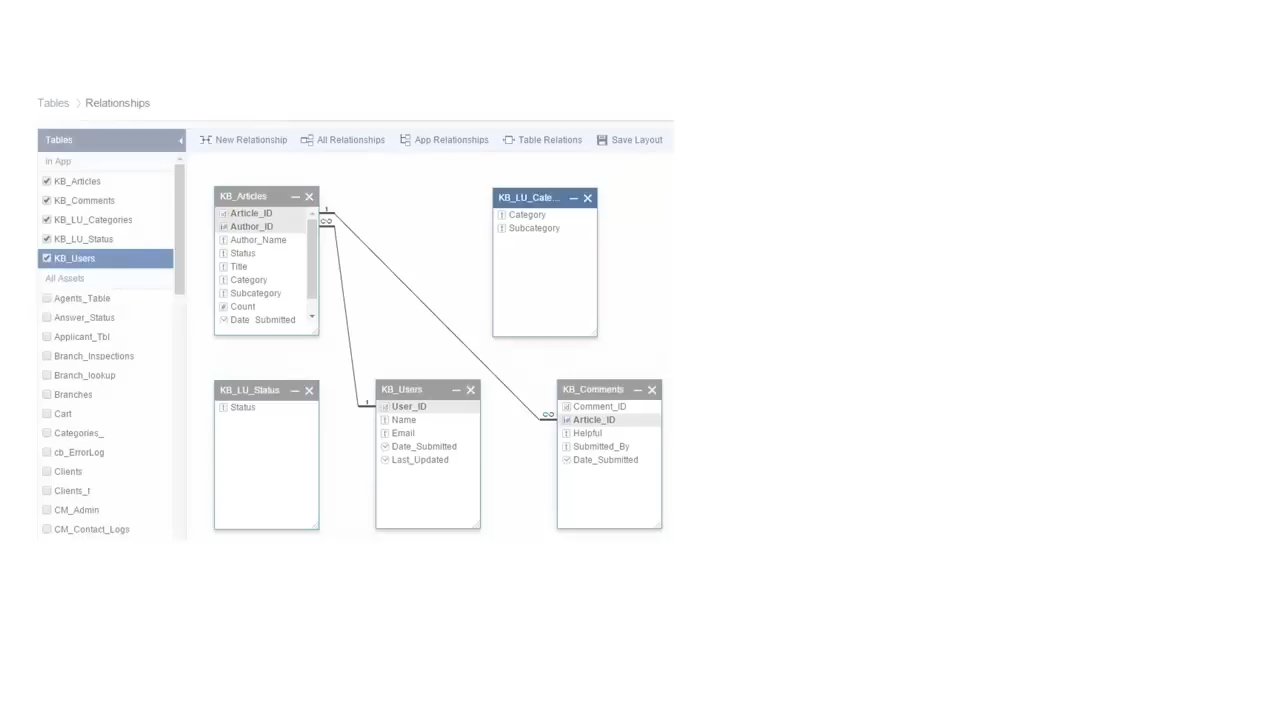 Tables > Relationships
Tables
New Relationship
All Relationships
App Relationships
Table Relations
Save Layout
In App
KB_Articles
KB_Comments
KB_LU_Categories
KB_LU_Status
KB_Users
All Assets
Agents_Table
Answer_Status
Applicant_Tbl
Branch_Inspections
Branch_lookup
Branches
Cart
Categories_
cb_ErrorLog
Clients
Clients_t
CM_Admin
CM_Contact_Logs
KB_Articles
Article_ID
Author_ID
Author_Name
Status
Title
Category
Subcategory
Count
Date_Submitted
1
∞
KB_LU_Cate...
Category
Subcategory
KB_LU_Status
Status
KB_Users
User_ID
Name
Email
Date_Submitted
Last_Updated
1
KB_Comments
Comment_ID
Article_ID
Helpful
Submitted_By
Date_Submitted
∞